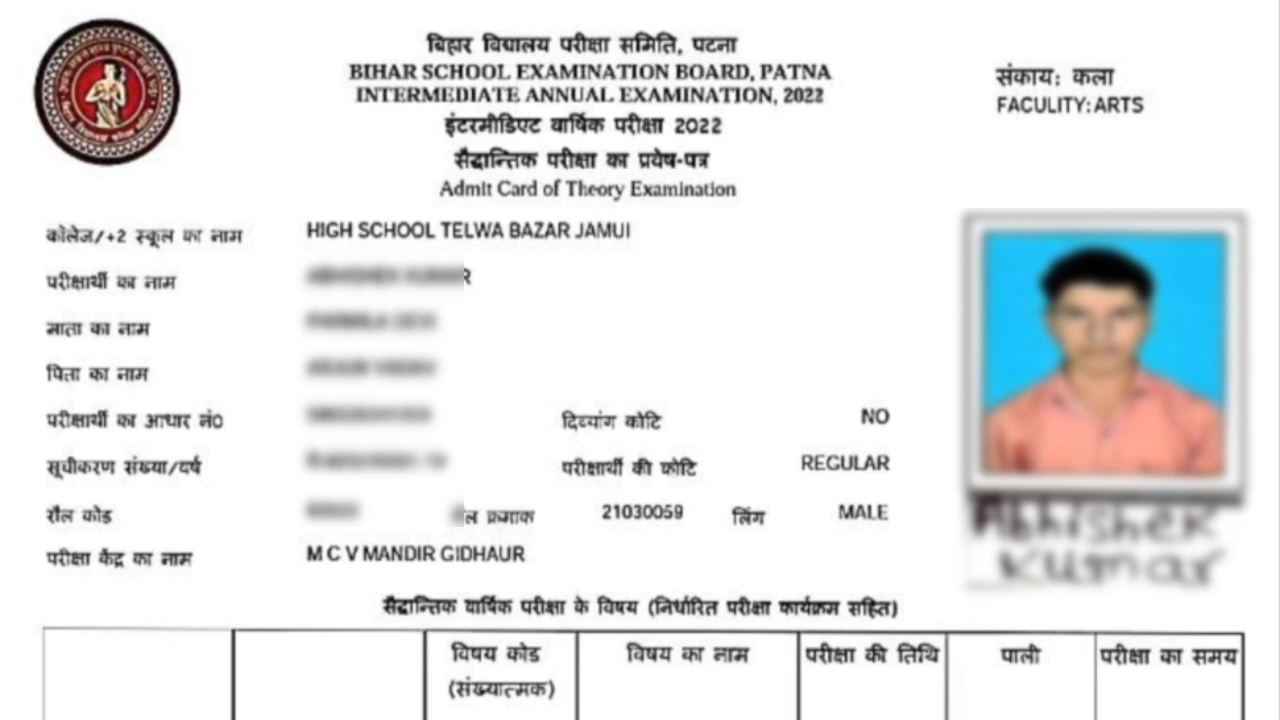 बिहार विद्यालय परीक्षा समिति, पटना
BIHAR SCHOOL EXAMINATION BOARD, PATNA
INTERMEDIATE ANNUAL EXAMINATION, 2022
इंटरमीडिएट वार्षिक परीक्षा 2022
सैद्धान्तिक परीक्षा का प्रवेष-पत्र
Admit Card of Theory Examination
संकाय: कला
FACULITY: ARTS
कॉलेज/+2 स्कूल का नाम HIGH SCHOOL TELWA BAZAR JAMUI
परीक्षार्थी का नाम
माता का नाम
पिता का नाम
परीक्षार्थी का आधार नं0 दिव्यांग कोटि NO
सूचीकरण संख्या/वर्ष परीक्षार्थी की कोटि REGULAR
रौल कोड क्रमाक 21030059 लिंग MALE
परीक्षा केंद्र का नाम M C V MANDIR GIDHAUR
Abhishek
Kumar
सैद्धान्तिक वार्षिक परीक्षा के विषय (निर्धारित परीक्षा कार्यक्रम सहित)
विषय कोड (संख्यात्मक) विषय का नाम परीक्षा की तिथि पाली परीक्षा का समय